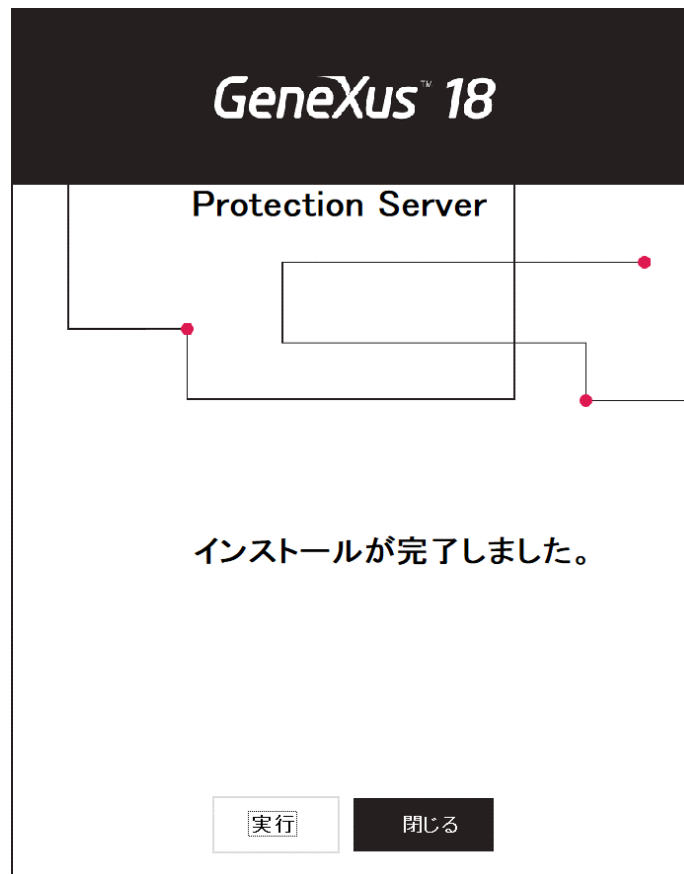 GeneXus™ 18
Protection Server
インストールが完了しました。
実行
閉じる